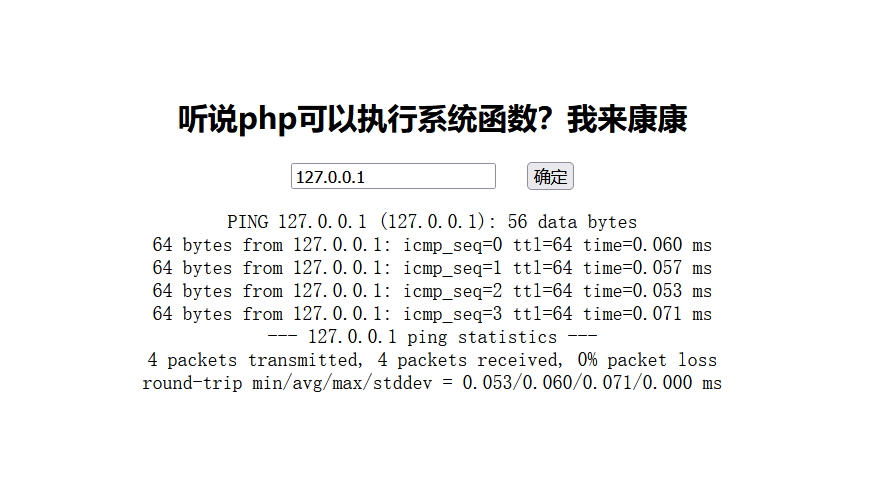 听说php可以执行系统函数？我来康康
127.0.0.1 确定
PING 127.0.0.1 (127.0.0.1): 56 data bytes
64 bytes from 127.0.0.1: icmp_seq=0 ttl=64 time=0.060 ms
64 bytes from 127.0.0.1: icmp_seq=1 ttl=64 time=0.057 ms
64 bytes from 127.0.0.1: icmp_seq=2 ttl=64 time=0.053 ms
64 bytes from 127.0.0.1: icmp_seq=3 ttl=64 time=0.071 ms
--- 127.0.0.1 ping statistics ---
4 packets transmitted, 4 packets received, 0% packet loss
round-trip min/avg/max/stddev = 0.053/0.060/0.071/0.000 ms